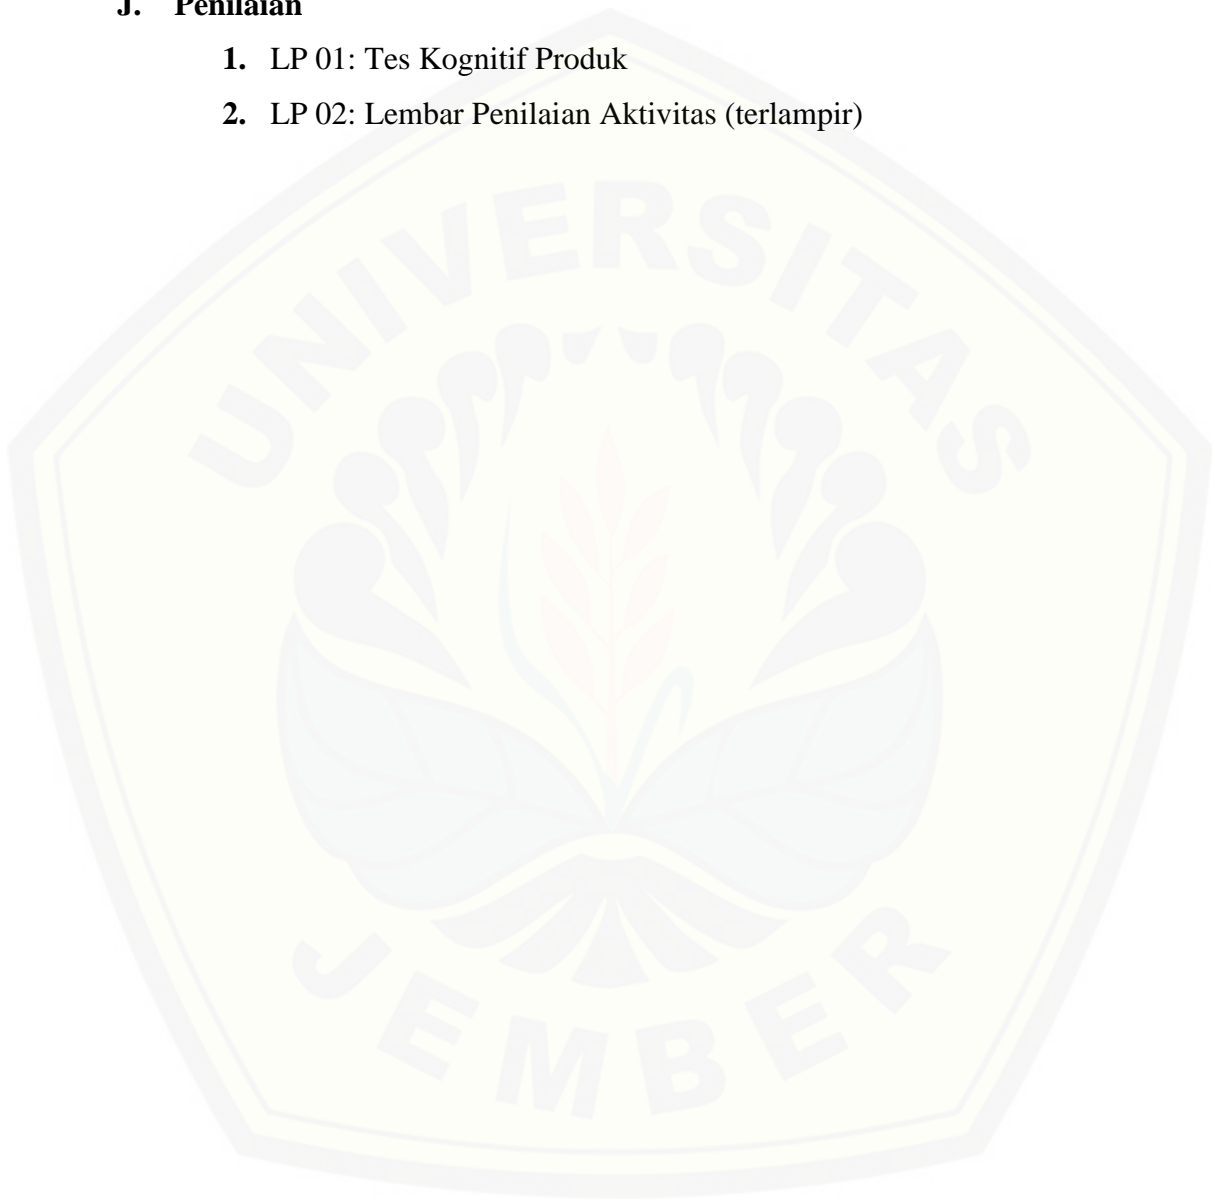 J. Penilaian
1. LP 01: Tes Kognitif Produk
2. LP 02: Lembar Penilaian Aktivitas (terlampir)
UNIVERSITAS
JEMBER